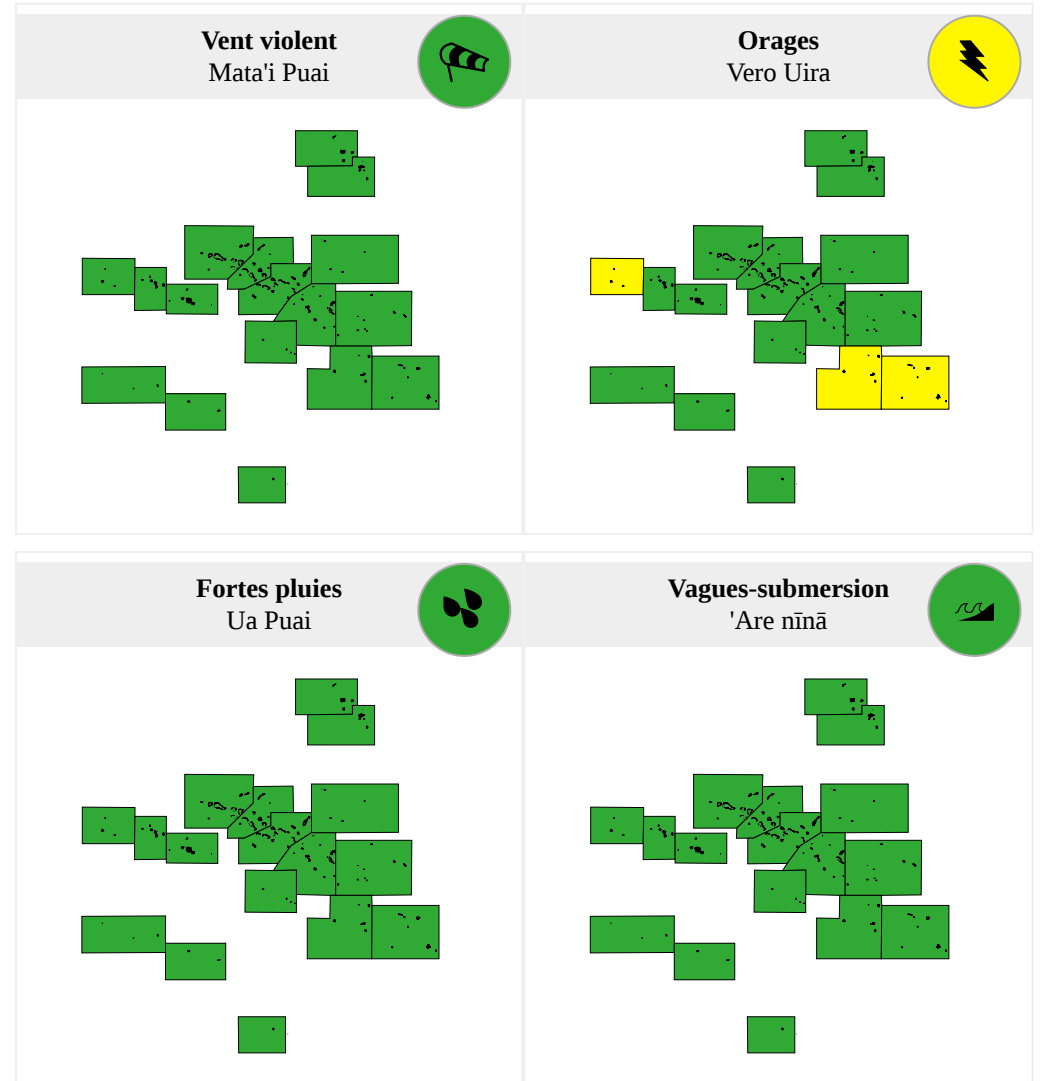 Vent violent
Mata'i Puai
Orages
Vero Uira
Fortes pluies
Ua Puai
Vagues-submersion
'Are nīnā